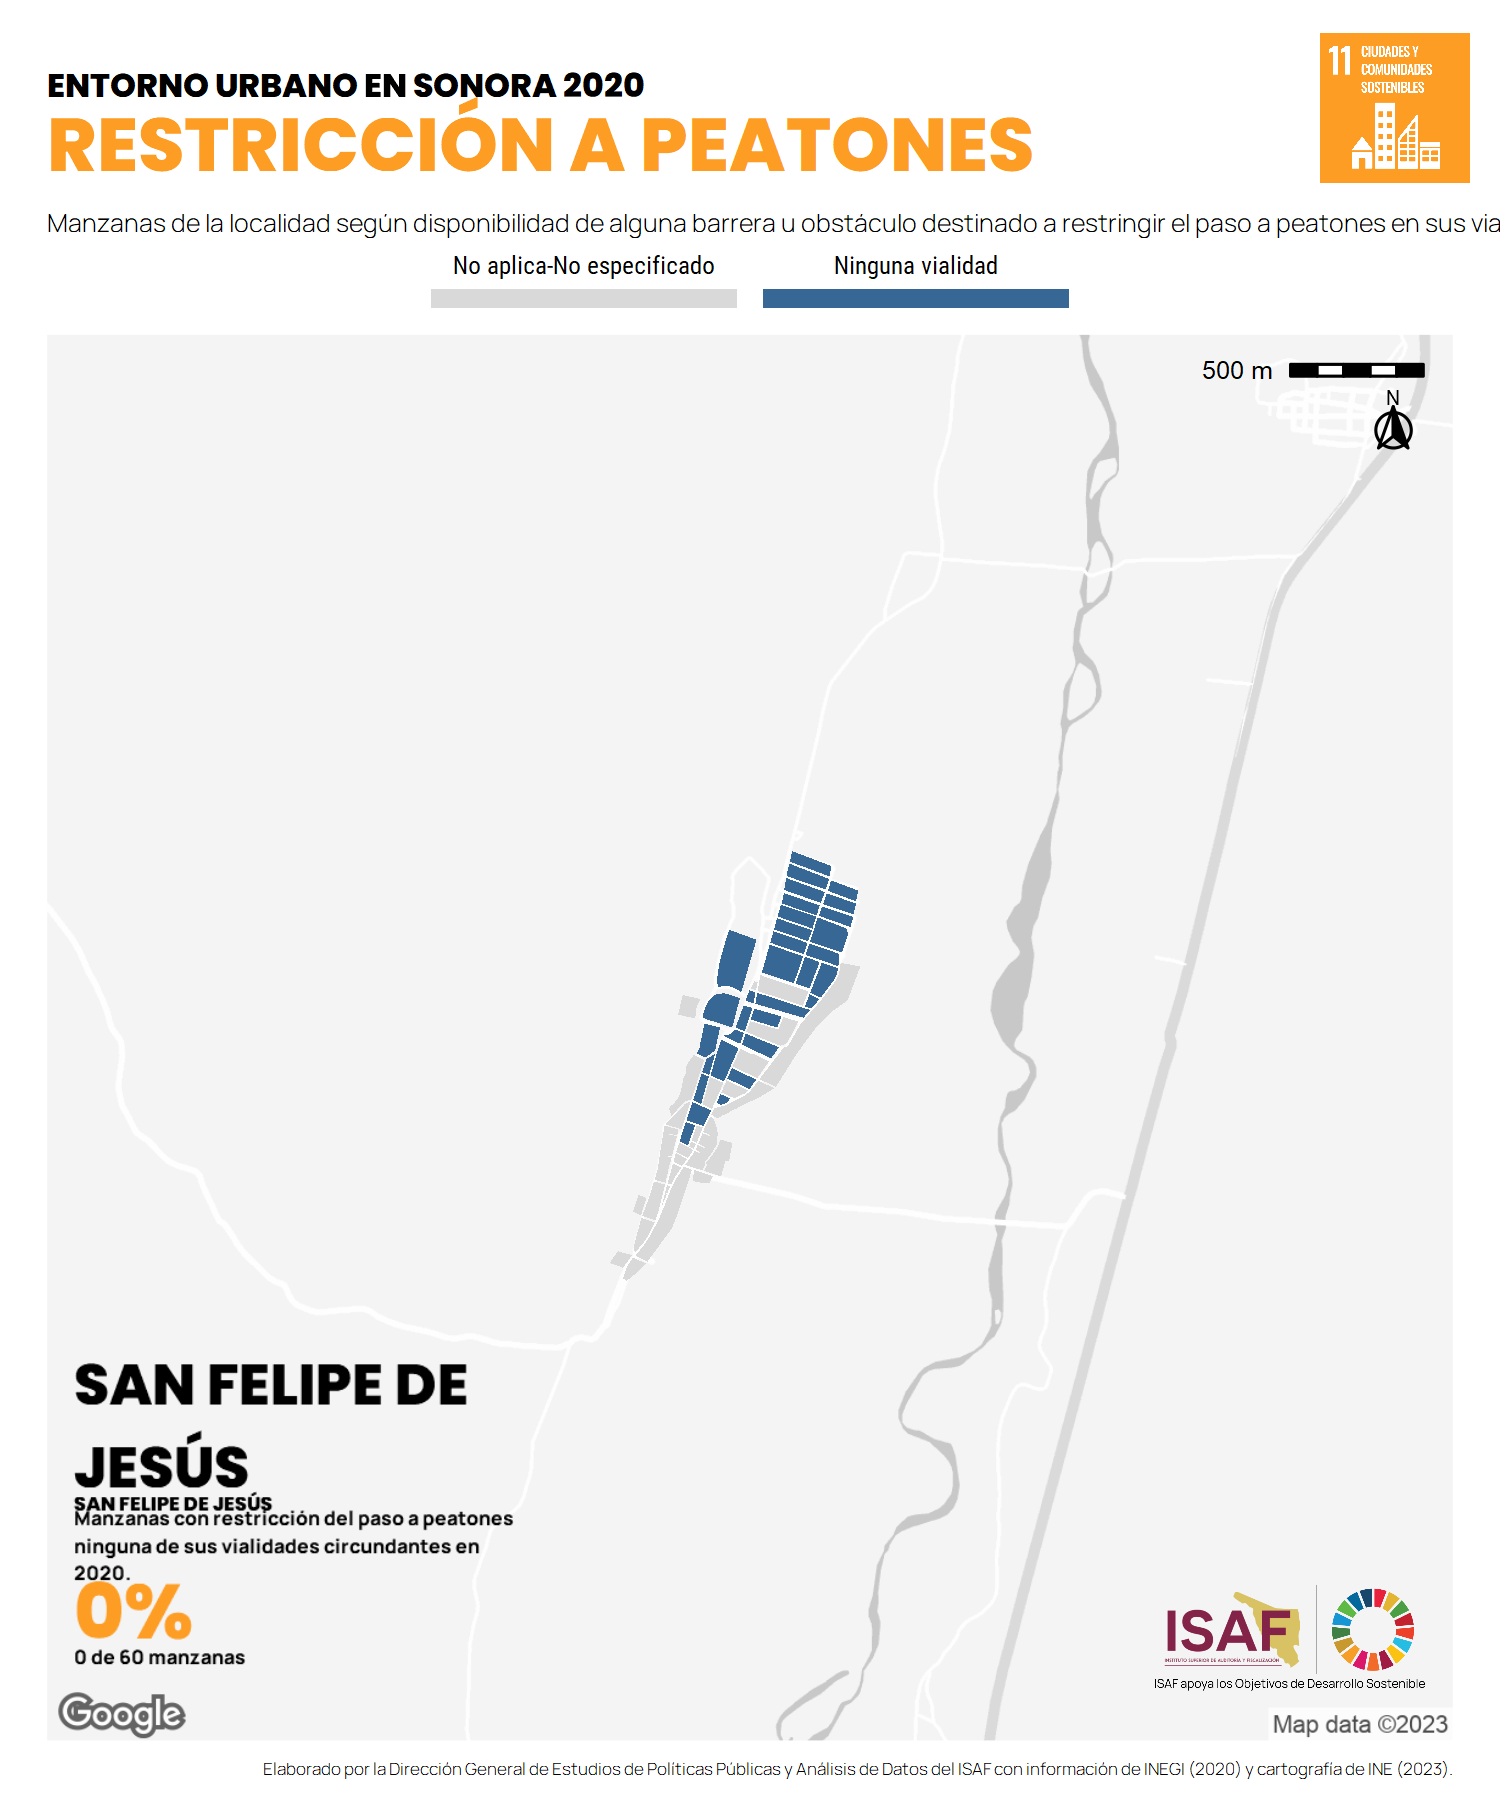 ENTORNO URBANO EN SONORA 2020
RESTRICCIÓN A PEATONES
11 CIUDADES Y
COMUNIDADES
SOSTENIBLES
Manzanas de la localidad según disponibilidad de alguna barrera u obstáculo destinado a restringir el paso a peatones en sus via
No aplica-No especificado
Ninguna vialidad
500 m
N
SAN FELIPE DE
JESÚS
SAN FELIPE DE JESÚS
Manzanas con restricción del paso a peatones
ninguna de sus vialidades circundantes en
2020.
0%
0 de 60 manzanas
ISAF
INSTITUTO SUPERIOR DE AUDITORÍA Y FISCALIZACIÓN
ISAF apoya los Objetivos de Desarrollo Sostenible
Google
Map data ©2023
Elaborado por la Dirección General de Estudios de Políticas Públicas y Análisis de Datos del ISAF con información de INEGI (2020) y cartografía de INE (2023).